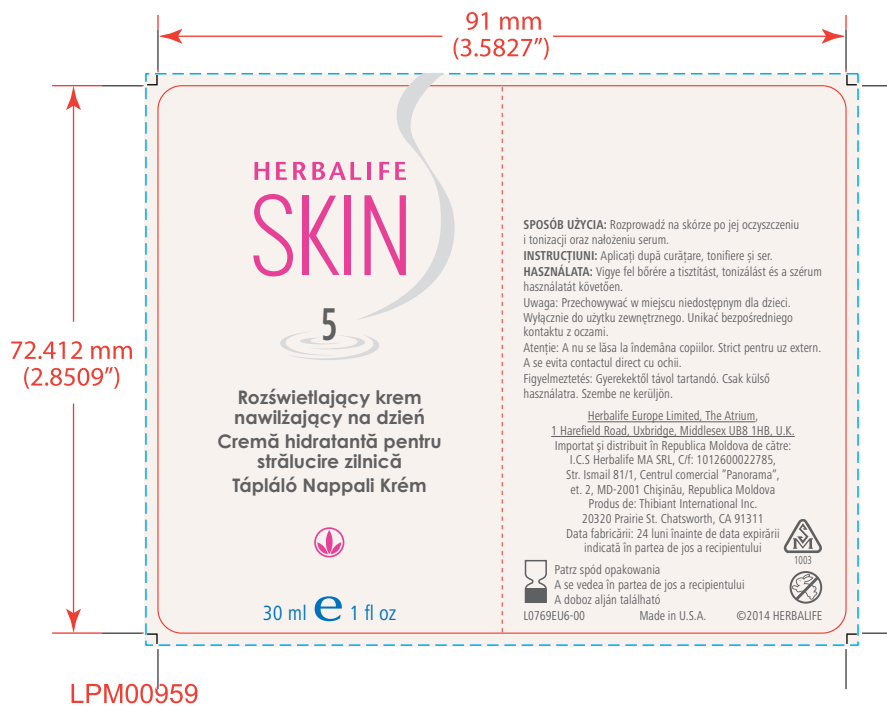 91 mm
(3.5827”)
72.412 mm
(2.8509”)
HERBALIFE
SKIN
5
Rozświetlający krem
nawilżający na dzień
Cremă hidratantă pentru
strălucire zilnică
Tápláló Nappali Krém
30 ml e 1 fl oz
SPOSÓB UŻYCIA: Rozprowadź na skórze po jej oczyszczeniu
i tonizacji oraz nałożeniu serum.
INSTRUCȚIUNI: Aplicați după curățare, tonifiere și ser.
HASZNÁLATA: Vigye fel bőrére a tisztítást, tonizálást és a szérum
használatát követően.
Uwaga: Przechowywać w miejscu niedostępnym dla dzieci.
Wyłącznie do użytku zewnętrznego. Unikać bezpośredniego
kontaktu z oczami.
Atenție: A nu se lăsa la îndemâna copiilor. Strict pentru uz extern.
A se evita contactul direct cu ochii.
Figyelmeztetés: Gyerekektől távol tartandó. Csak külső
használatra. Szembe ne kerüljön.
Herbalife Europe Limited, The Atrium,
1 Harefield Road, Uxbridge, Middlesex UB8 1HB, U.K.
Importat şi distribuit în Republica Moldova de către:
I.C.S Herbalife MA SRL, C/f: 1012600022785,
Str. Ismail 81/1, Centrul comercial “Panorama”,
et. 2, MD-2001 Chişinău, Republica Moldova
Produs de: Thibiant International Inc.
20320 Prairie St. Chatsworth, CA 91311
Data fabricării: 24 luni înainte de data expirării
indicată în partea de jos a recipientului
SM
1003
Patrz spód opakowania
A se vedea în partea de jos a recipientului
A doboz alján található
L0769EU6-00 Made in U.S.A. ©2014 HERBALIFE
LPM00959